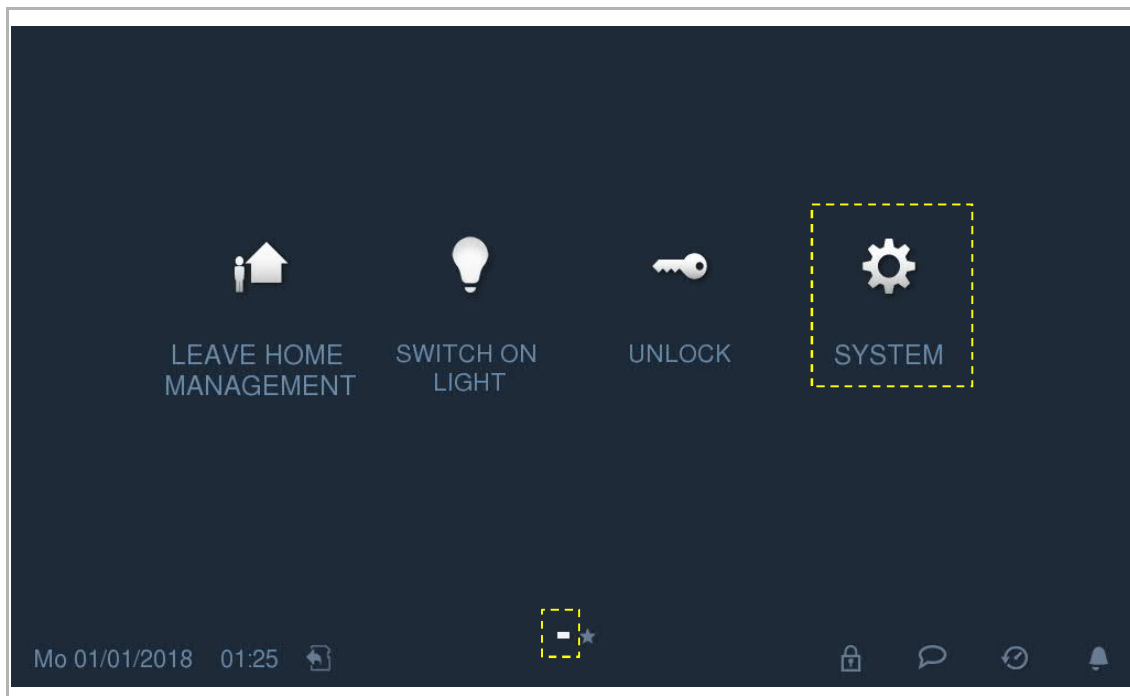 LEAVE HOME
MANAGEMENT
SWITCH ON
LIGHT
UNLOCK
SYSTEM
Mo 01/01/2018 01:25